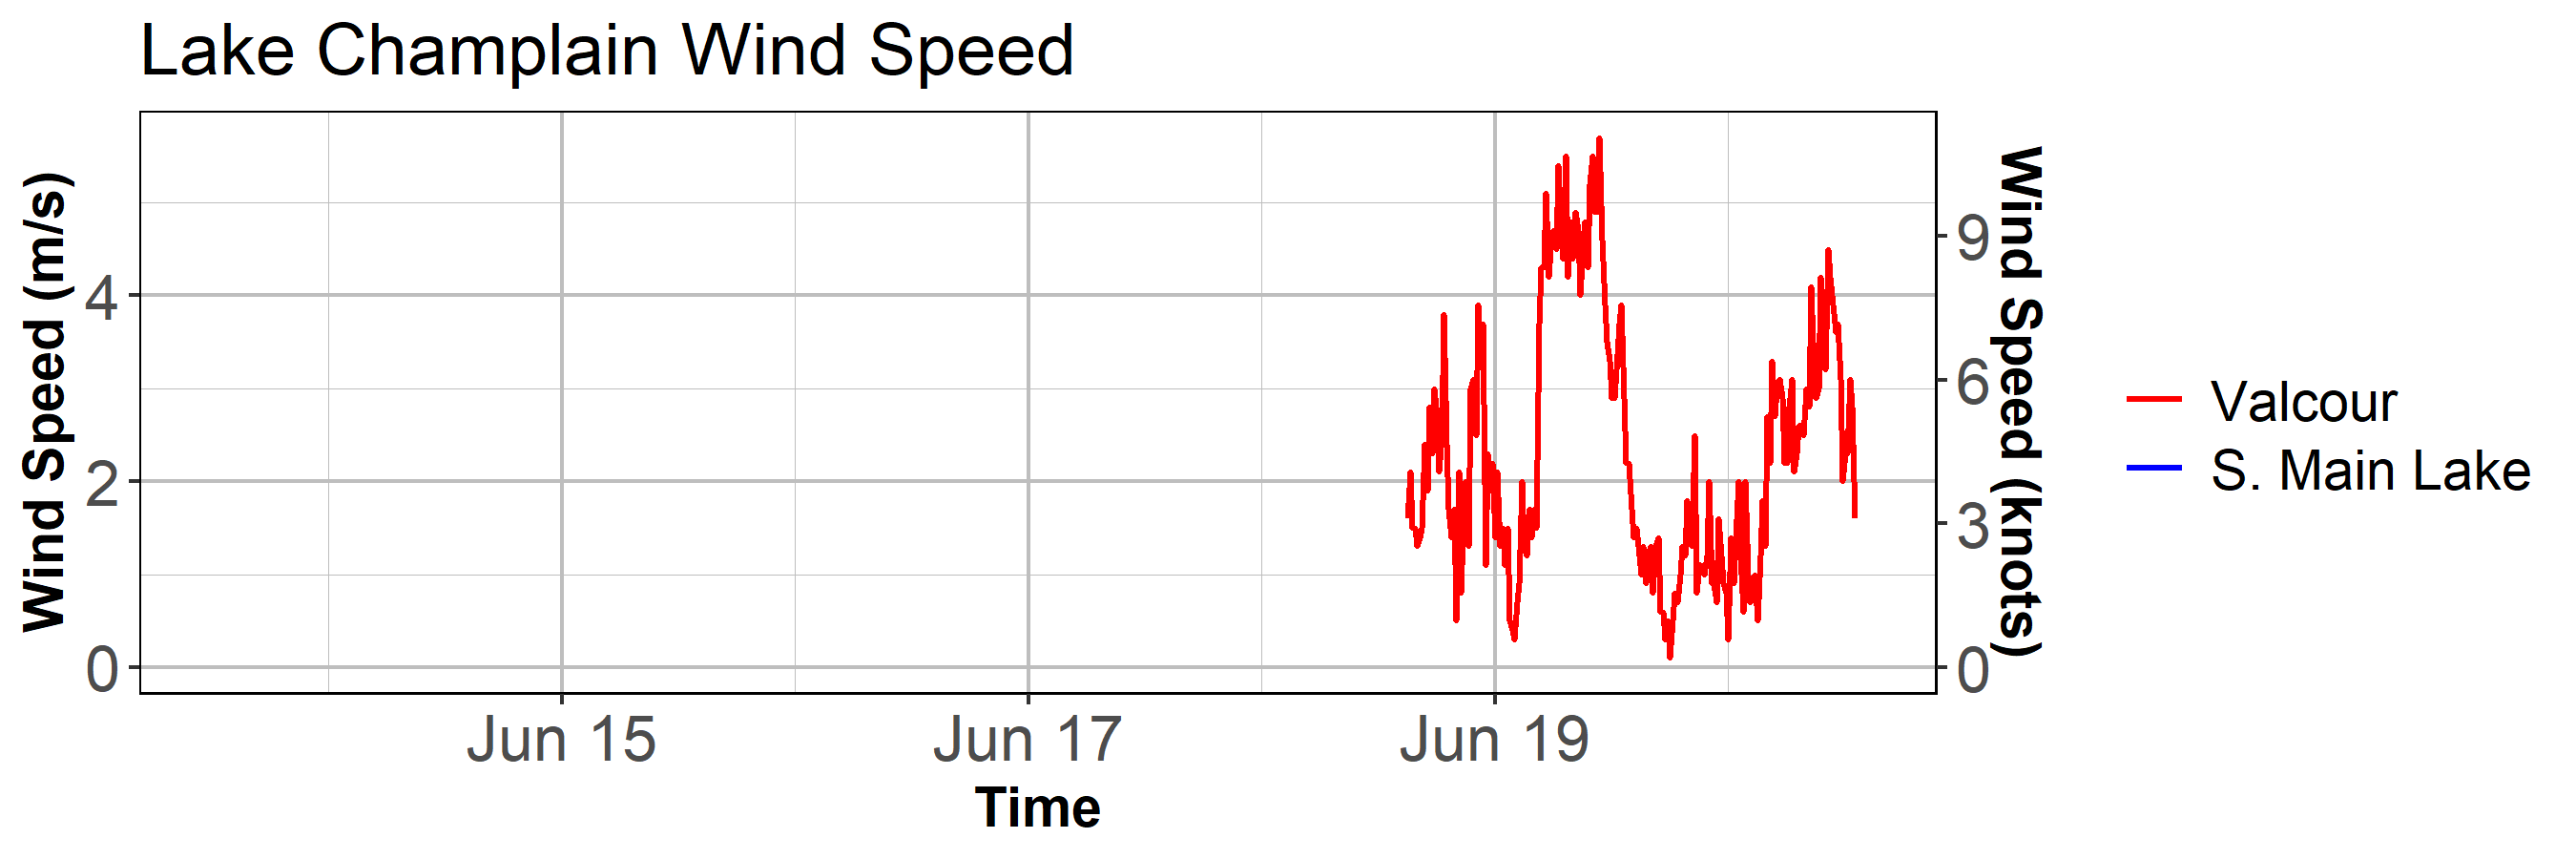 Lake Champlain Wind Speed
Wind Speed (m/s)
4
2
0
9
6
3
0
Wind Speed (knots)
Jun 15
Jun 17
Jun 19
Time
Valcour
S. Main Lake